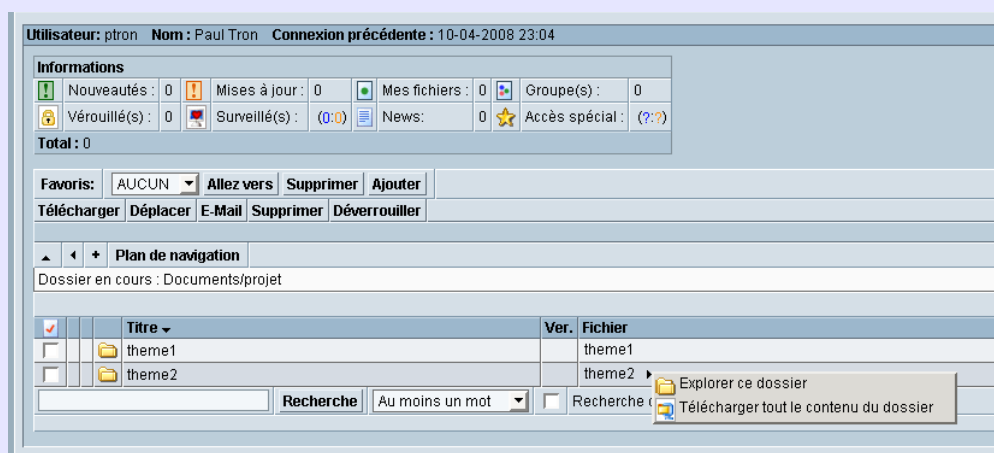 Utilisateur: ptron Nom : Paul Tron Connexion précédente : 10-04-2008 23:04
Informations
Nouveautés : 0 Mises à jour : 0 Mes fichiers : 0 Groupe(s) : 0
Vérouillé(s) : 0 Surveillé(s) : (0:0) News: 0 Accès spécial : (?:?)
Total : 0
Favoris: AUCUN Allez vers Supprimer Ajouter
Télécharger Déplacer E-Mail Supprimer Déverrouiller
Plan de navigation
Dossier en cours : Documents/projet
Titre Ver. Fichier
theme1 theme1
theme2 theme2
Explorer ce dossier
Recherche Au moins un mot Recherche
Télécharger tout le contenu du dossier